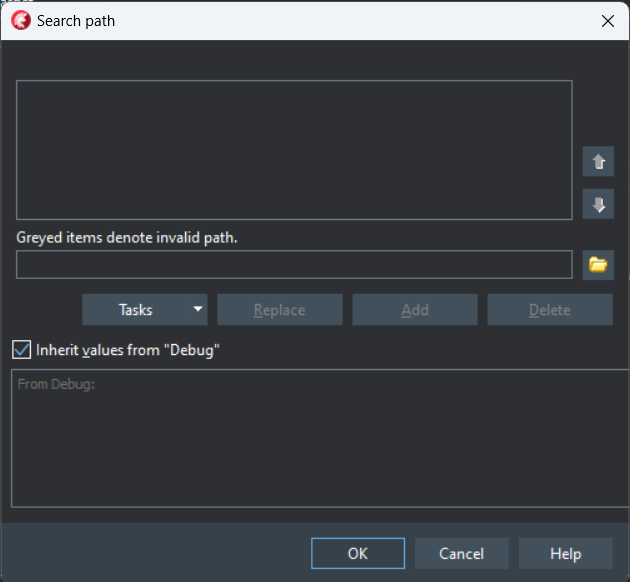 Search path
Greyed items denote invalid path.
Tasks Replace Add Delete
Inherit values from "Debug"
From Debug:
OK Cancel Help